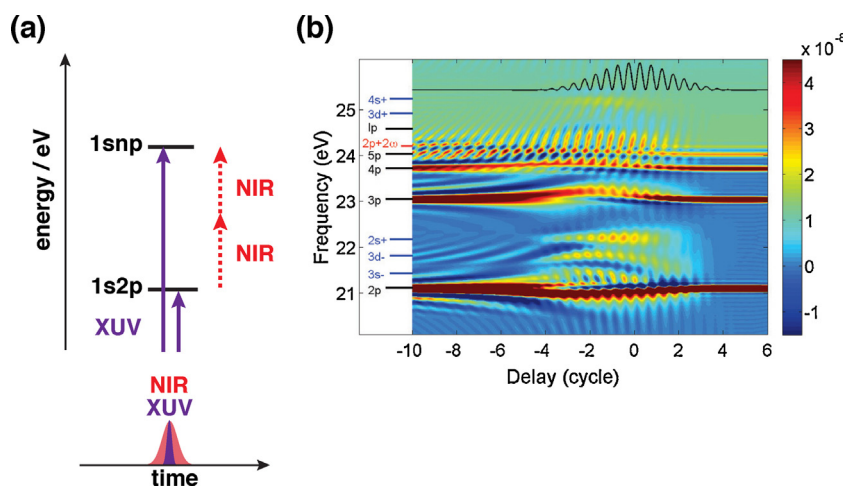 (a)
energy / eV
1snp
NIR
NIR
1s2p
XUV
NIR
XUV
time
(b)
x 10⁻⁸
4s+
3d+
Ip
2p+2ω
5p
4p
3p
2s+
3d-
3s-
2p
Frequency (eV)
25
24
23
22
21
-10 -8 -6 -4 -2 0 2 4 6
Delay (cycle)
4
3
2
1
0
-1